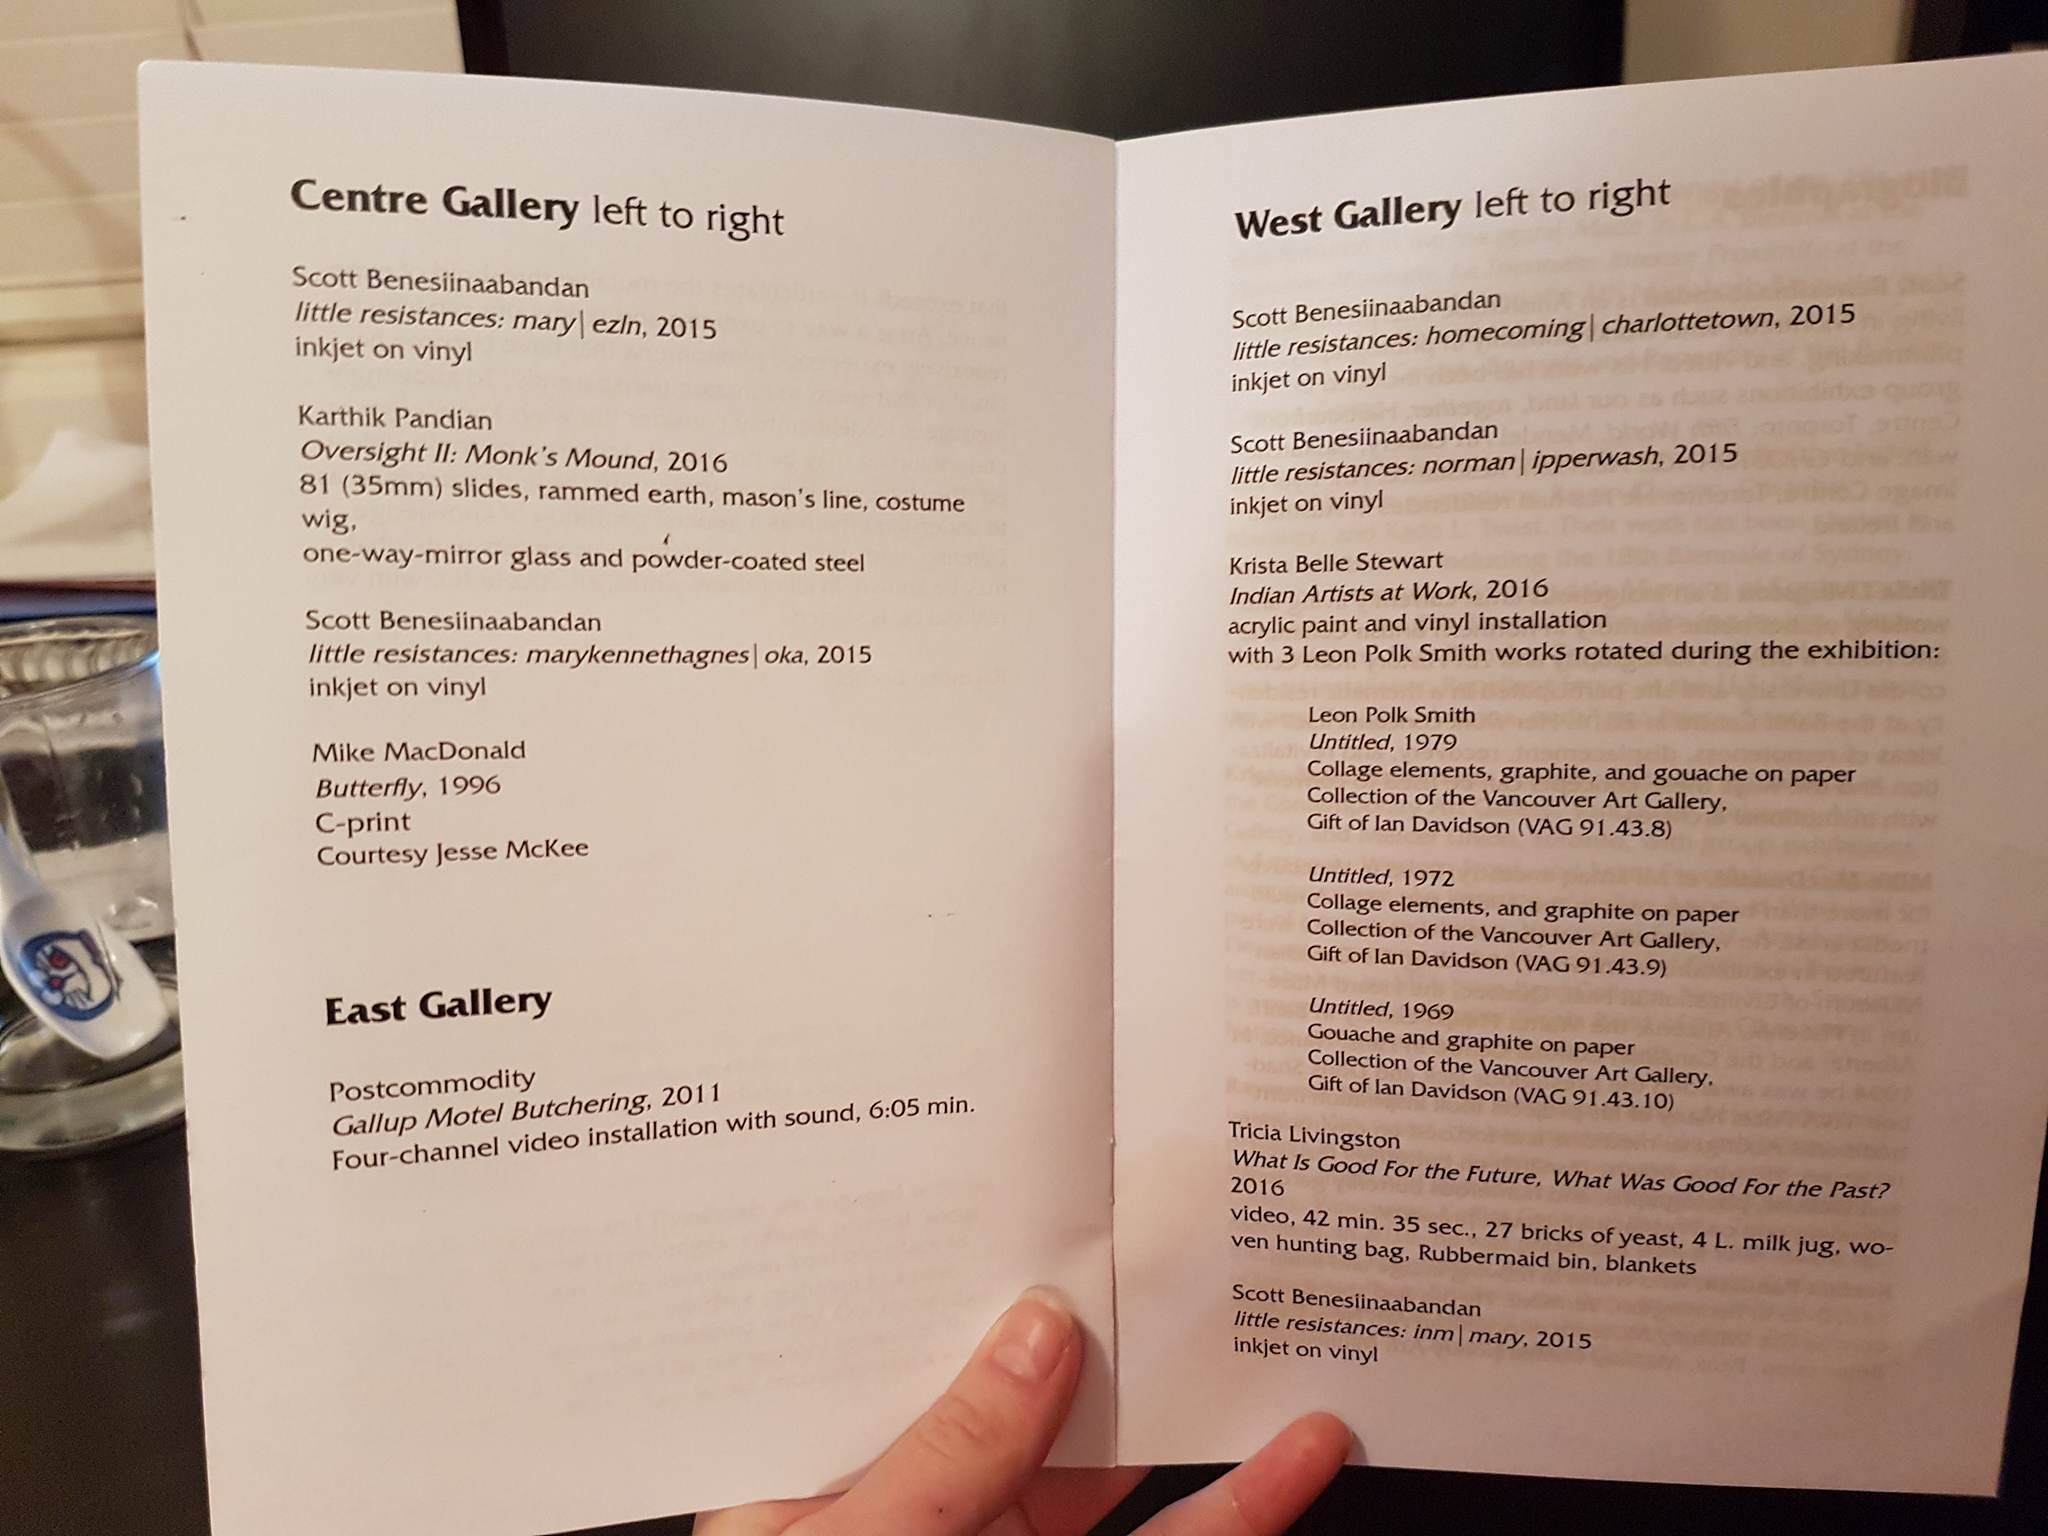 Centre Gallery left to right
Scott Benesiinaabandan
little resistances: mary| ezln, 2015
inkjet on vinyl
Karthik Pandian
Oversight II: Monk's Mound, 2016
81 (35mm) slides, rammed earth, mason's line, costume
wig,
one-way-mirror glass and powder-coated steel
Scott Benesiinaabandan
little resistances: marykennethagnes| oka, 2015
inkjet on vinyl
Mike MacDonald
Butterfly, 1996
C-print
Courtesy Jesse McKee
East Gallery
Postcommodity
Gallup Motel Butchering, 2011
Four-channel video installation with sound, 6:05 min.
West Gallery left to right
Scott Benesiinaabandan
little resistances: homecoming| charlottetown, 2015
inkjet on vinyl
Scott Benesiinaabandan
little resistances: norman| ipperwash, 2015
inkjet on vinyl
Krista Belle Stewart
Indian Artists at Work, 2016
acrylic paint and vinyl installation
with 3 Leon Polk Smith works rotated during the exhibition:
Leon Polk Smith
Untitled, 1979
Collage elements, graphite, and gouache on paper
Collection of the Vancouver Art Gallery,
Gift of Ian Davidson (VAG 91.43.8)
Untitled, 1972
Collage elements, and graphite on paper
Collection of the Vancouver Art Gallery,
Gift of Ian Davidson (VAG 91.43.9)
Untitled, 1969
Gouache and graphite on paper
Collection of the Vancouver Art Gallery,
Gift of Ian Davidson (VAG 91.43.10)
Tricia Livingston
What Is Good For the Future, What Was Good For the Past?
2016
video, 42 min. 35 sec., 27 bricks of yeast, 4 L. milk jug, wo-
ven hunting bag, Rubbermaid bin, blankets
Scott Benesiinaabandan
little resistances: inm| mary, 2015
inkjet on vinyl